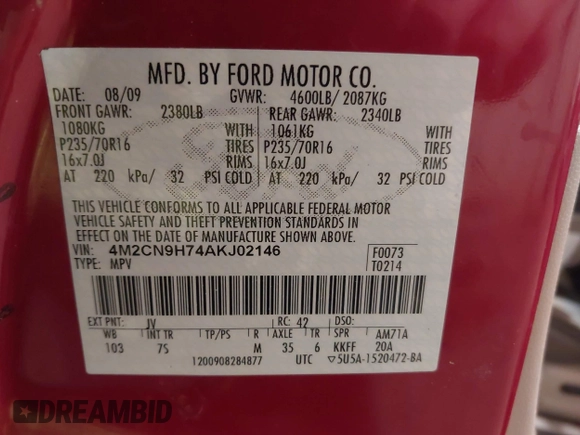 MFD. BY FORD MOTOR CO.
DATE: 08/09 GVWR: 4600LB/ 2087KG
FRONT GAWR: 2380LB REAR GAWR: 2340LB
1080KG WITH 1061KG WITH
P235/70R16 TIRES P235/70R16 TIRES
16x7.0J RIMS 16x7.0J RIMS
AT 220 kPa/ 32 PSI COLD AT 220 kPa/ 32 PSI COLD
THIS VEHICLE CONFORMS TO ALL APPLICABLE FEDERAL MOTOR
VEHICLE SAFETY AND THEFT PREVENTION STANDARDS IN
EFFECT ON THE DATE OF MANUFACTURE SHOWN ABOVE.
VIN: 4M2CN9H74AKJ02146 F0073
TYPE: MPV T0214
EXT PNT: JV RC: 42 DSO:
WB INT TR TP/PS R AXLE TR SPR AM71A
103 7S M 35 6 KKFF 20A
1200908284877 UTC ▽5U5A-1520472-BA
DREAMBID